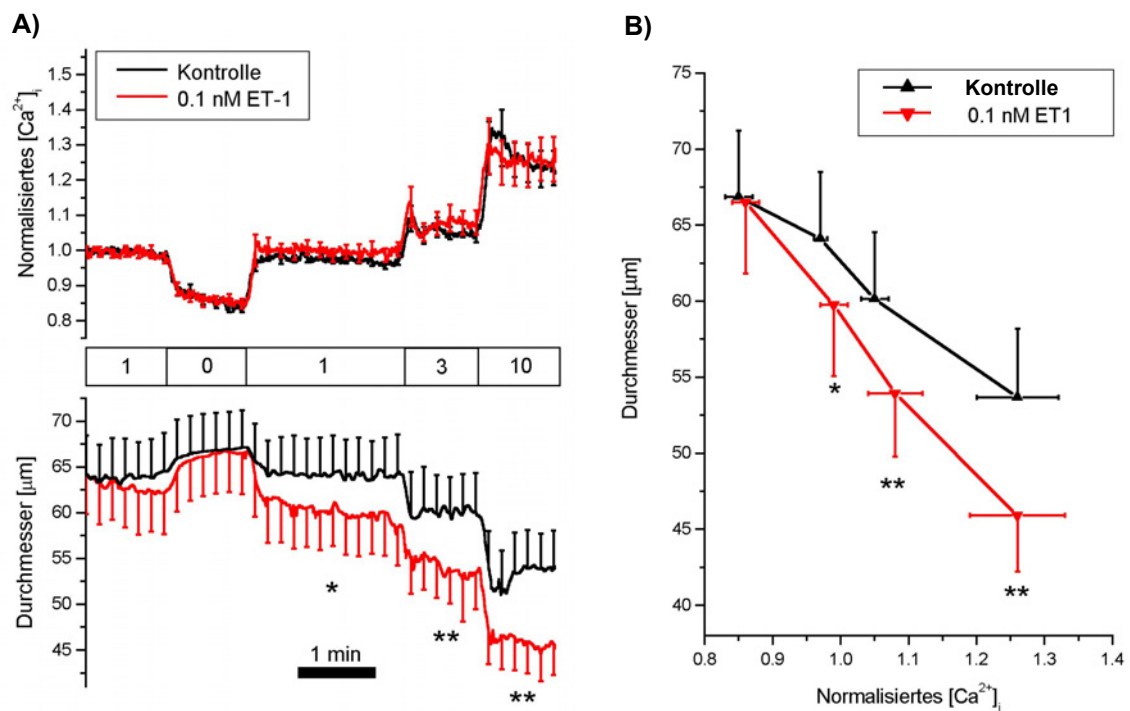 A)
Kontrolle
0.1 nM ET-1
Normalisiertes [Ca²⁺]ᵢ
1.5
1.4
1.3
1.2
1.1
1.0
0.9
0.8
1 0 1 3 10
Durchmesser [µm]
70
65
60
55
50
45
*
**
**
1 min
B)
Kontrolle
0.1 nM ET1
Durchmesser [µm]
75
70
65
60
55
50
45
40
*
**
**
0.8 0.9 1.0 1.1 1.2 1.3 1.4
Normalisiertes [Ca²⁺]ᵢ